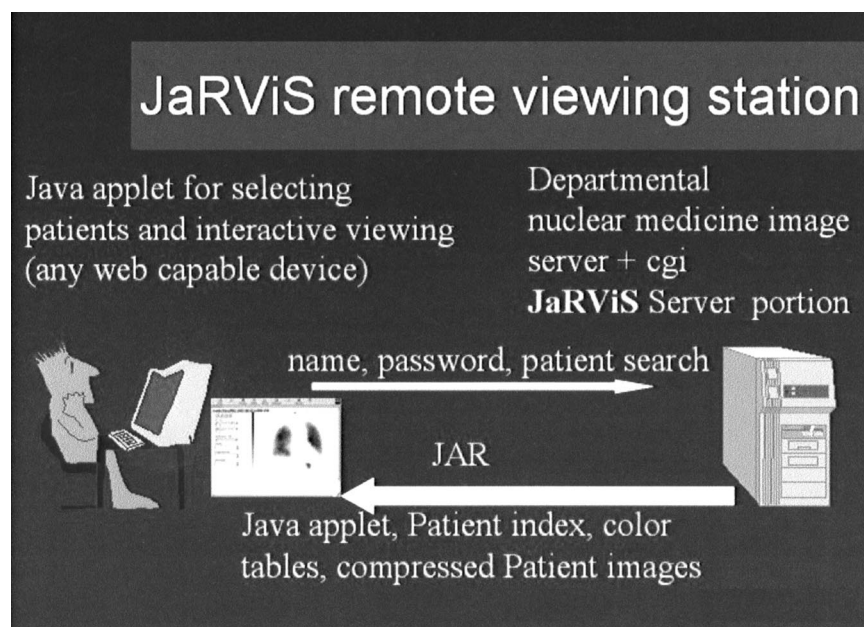 JaRViS remote viewing station
Java applet for selecting
patients and interactive viewing
(any web capable device)
Departmental
nuclear medicine image
server + cgi
JaRViS Server portion
name, password, patient search
JAR
Java applet, Patient index, color
tables, compressed Patient images